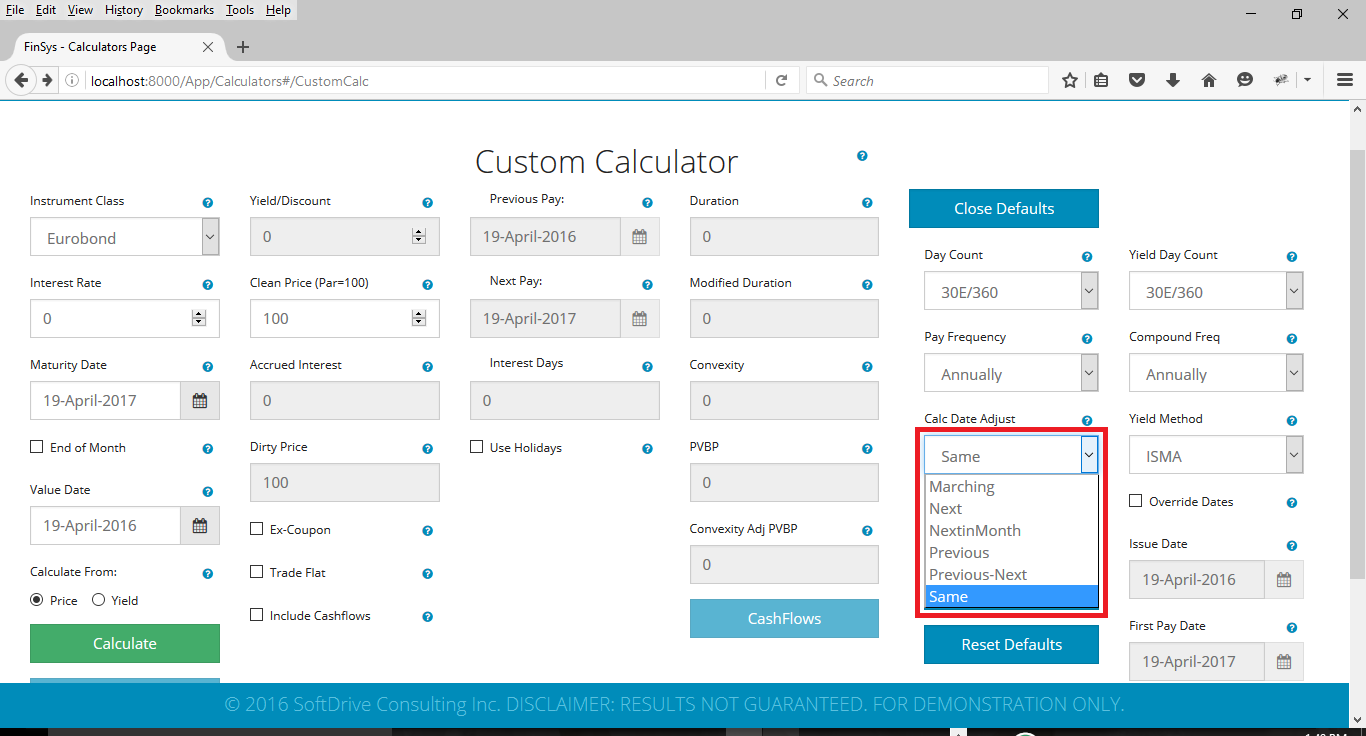 File Edit View History Bookmarks Tools Help
FinSys - Calculators Page
localhost:8000/App/Calculators#/CustomCalc
Search
Custom Calculator
Instrument Class
Eurobond
Interest Rate
0
Maturity Date
19-April-2017
End of Month
Value Date
19-April-2016
Calculate From:
Price Yield
Calculate
Yield/Discount
0
Clean Price (Par=100)
100
Accrued Interest
0
Dirty Price
100
Ex-Coupon
Trade Flat
Include Cashflows
Previous Pay:
19-April-2016
Next Pay:
19-April-2017
Interest Days
0
Use Holidays
Duration
0
Modified Duration
0
Convexity
0
PVBP
0
Convexity Adj PVBP
0
CashFlows
Close Defaults
Day Count
30E/360
Pay Frequency
Annually
Calc Date Adjust
Same
Marching
Next
NextinMonth
Previous
Previous-Next
Same
Reset Defaults
Yield Day Count
30E/360
Compound Freq
Annually
Yield Method
ISMA
Override Dates
Issue Date
19-April-2016
First Pay Date
19-April-2017
© 2016 SoftDrive Consulting Inc. DISCLAIMER: RESULTS NOT GUARANTEED. FOR DEMONSTRATION ONLY.